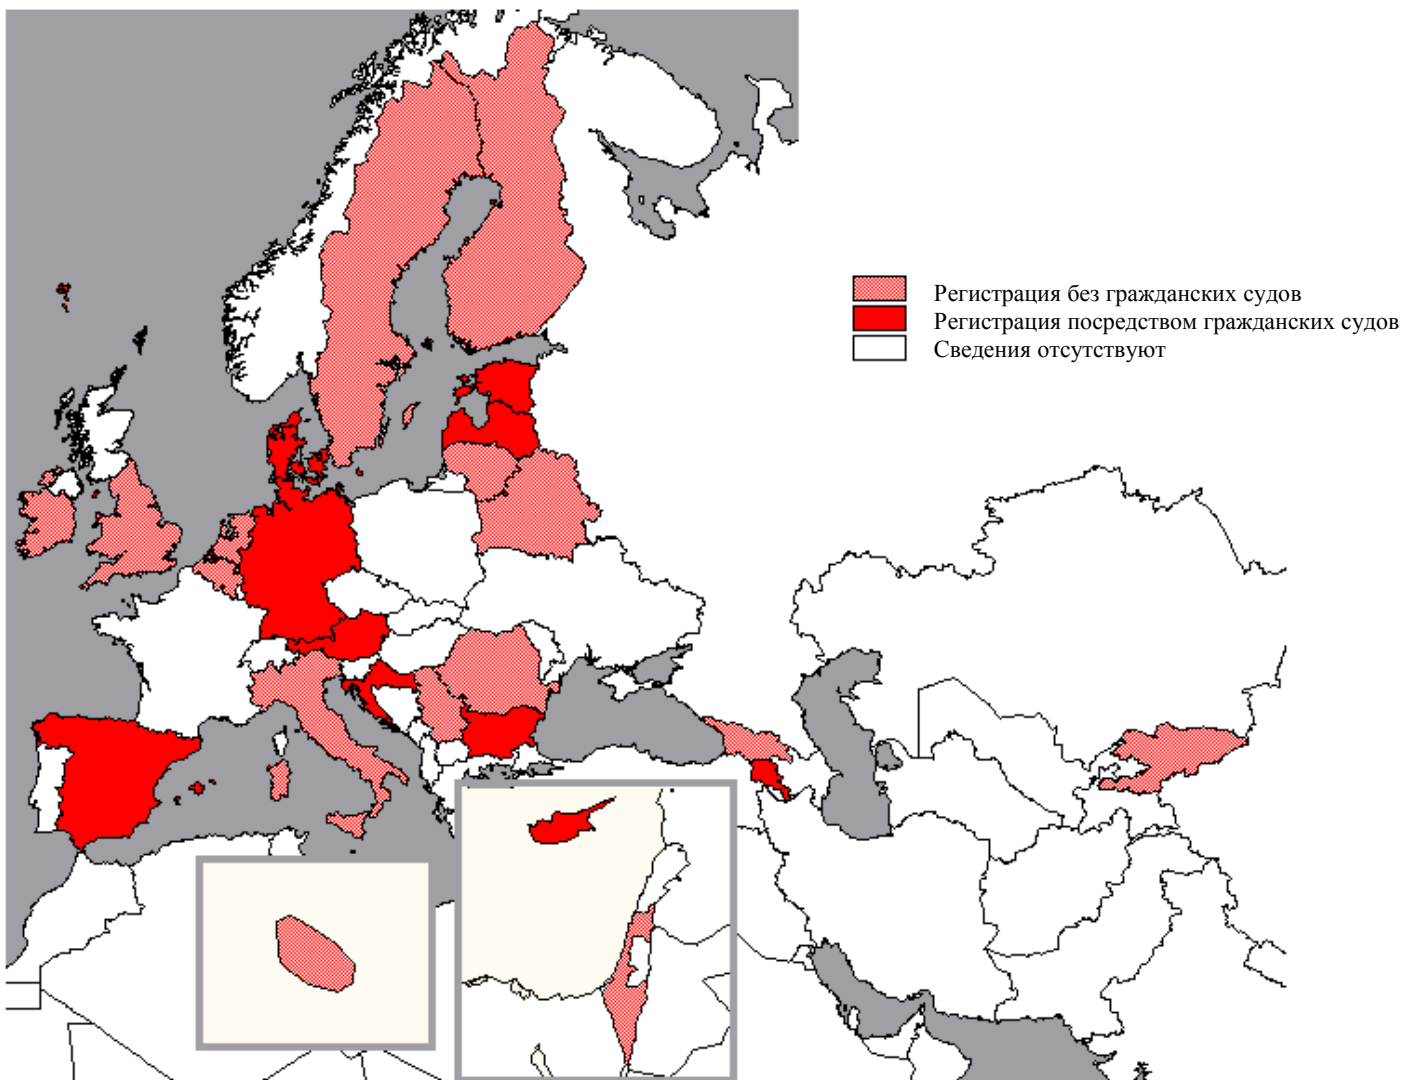 Регистрация без гражданских судов
Регистрация посредством гражданских судов
Сведения отсутствуют